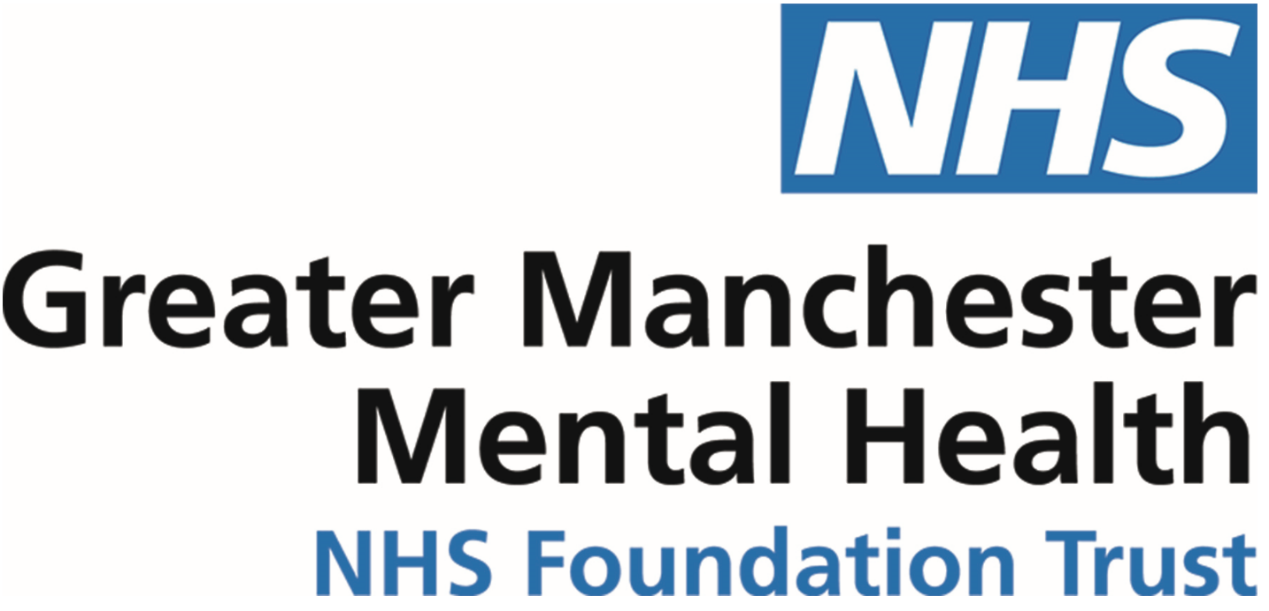 NHS
Greater Manchester
Mental Health
NHS Foundation Trust